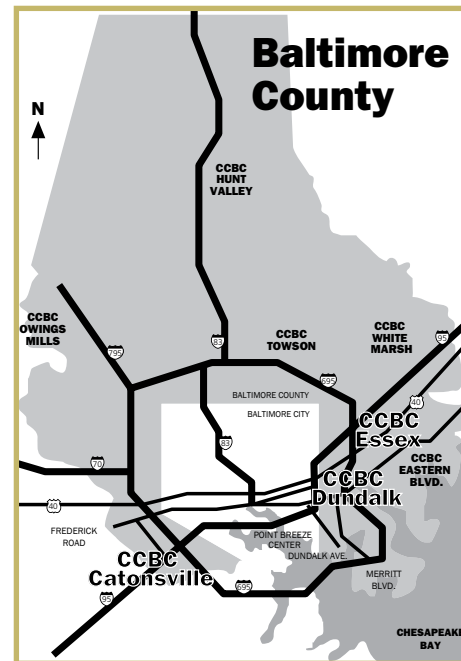 Baltimore
County
N
CCBC
HUNT
VALLEY
CCBC
OWINGS
MILLS
795
83
CCBC
TOWSON
CCBC
WHITE
MARSH
95
695
40
BALTIMORE COUNTY
BALTIMORE CITY
83
CCBC
Essex
CCBC
EASTERN
BLVD.
70
CCBC
Dundalk
40
FREDERICK
ROAD
POINT BREEZE
CENTER
DUNDALK AVE.
CCBC
Catonsville
MERRITT
BLVD.
695
95
CHESAPEAKE
BAY